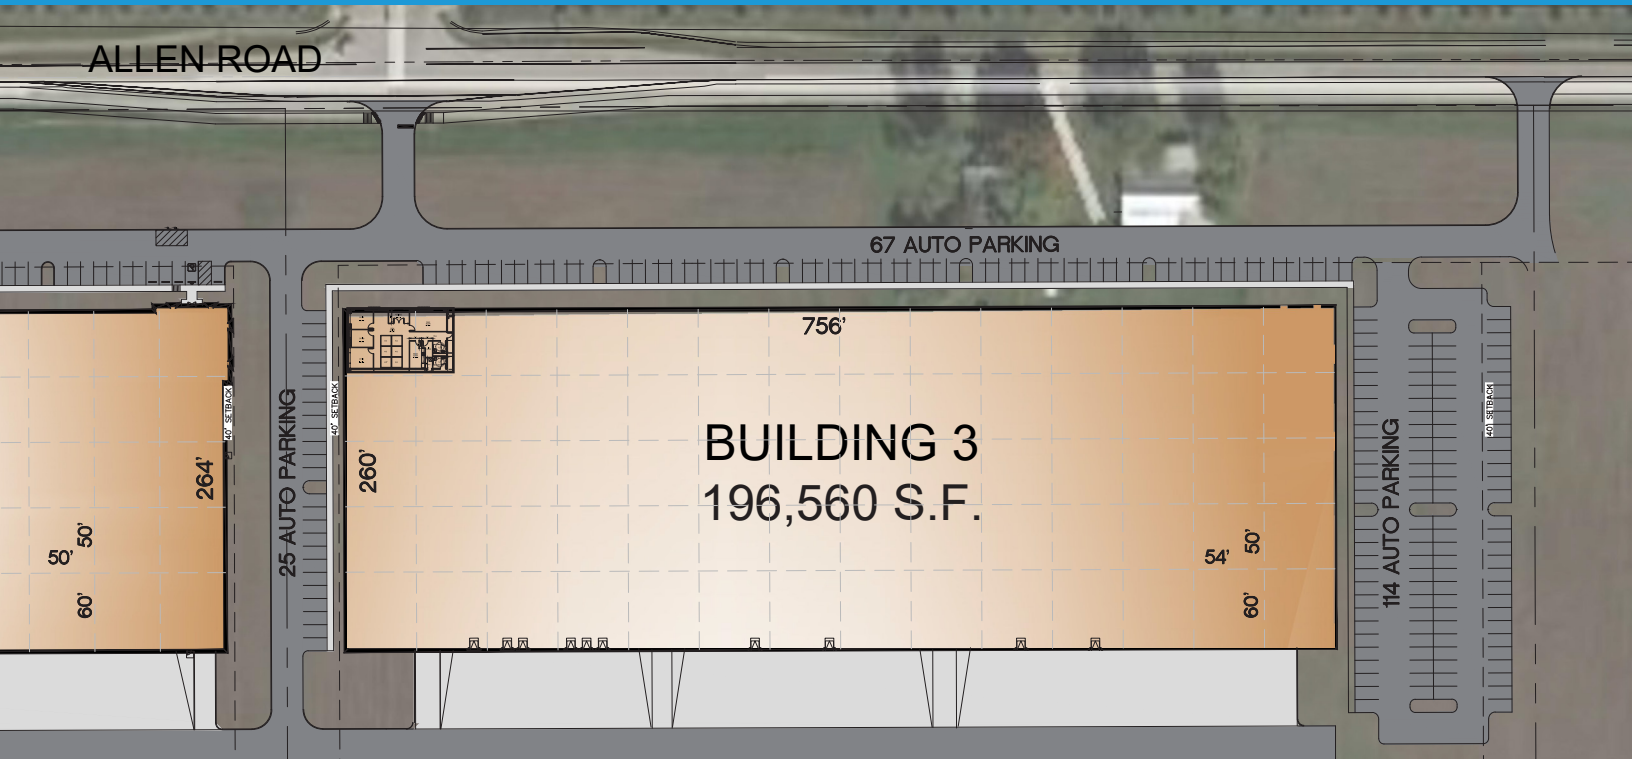 ALLEN ROAD
67 AUTO PARKING
756'
40' SETBACK
40' SETBACK
40' SETBACK
264'
25 AUTO PARKING
260'
BUILDING 3
196,560 S.F.
114 AUTO PARKING
50'
50'
60'
54'
50'
60'